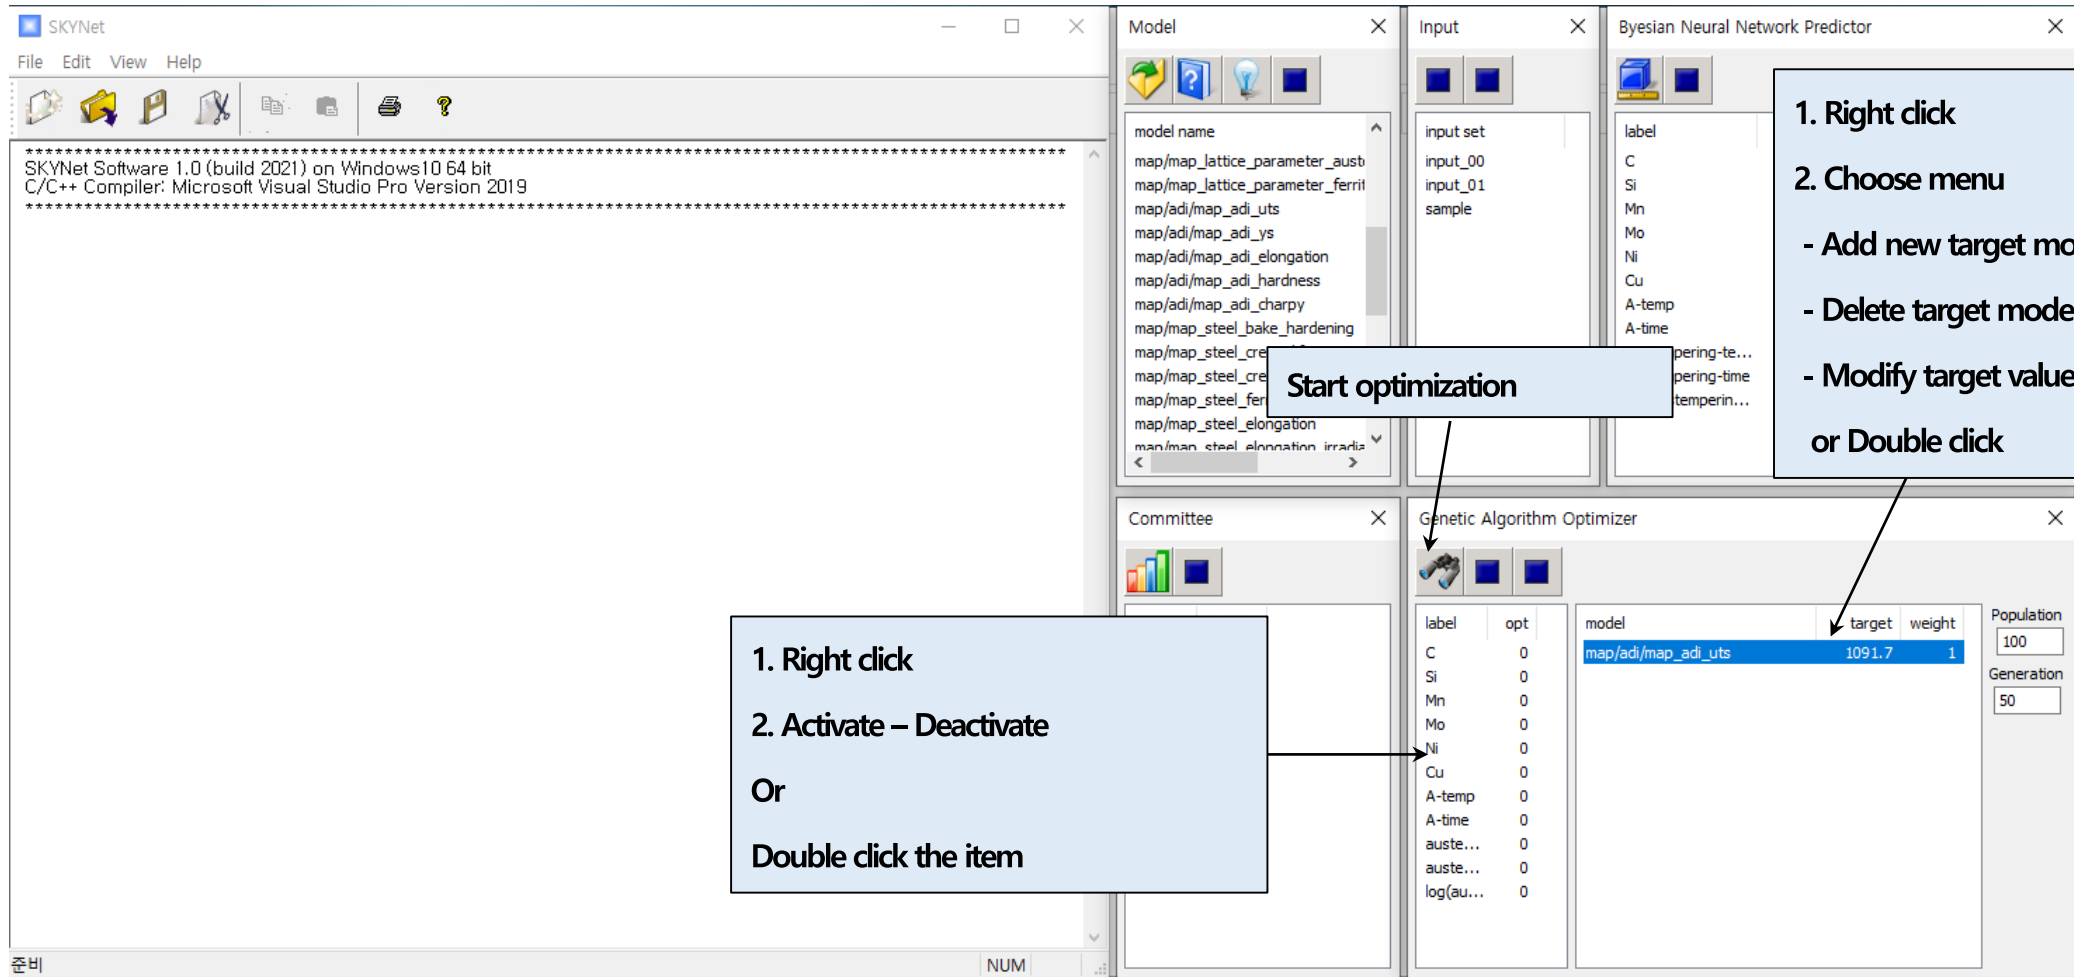 SKYNet
File Edit View Help
************************************************************************************************************
SKYNet Software 1.0 (build 2021) on Windows10 64 bit
C/C++ Compiler: Microsoft Visual Studio Pro Version 2019
************************************************************************************************************
준비
NUM
Model
model name
map/map_lattice_parameter_aust
map/map_lattice_parameter_ferrit
map/adi/map_adi_uts
map/adi/map_adi_ys
map/adi/map_adi_elongation
map/adi/map_adi_hardness
map/adi/map_adi_charpy
map/map_steel_bake_hardening
map/map_steel_cre
map/map_steel_cre
map/map_steel_fer
map/map_steel_elongation
map/map_steel_elongation_irradia
Input
input set
input_00
input_01
sample
Byesian Neural Network Predictor
label
C
Si
Mn
Mo
Ni
Cu
A-temp
A-time
pering-te...
pering-time
temperin...
1. Right click
2. Choose menu
- Add new target mo
- Delete target mode
- Modify target value
or Double click
Start optimization
Committee
1. Right click
2. Activate – Deactivate
Or
Double click the item
Genetic Algorithm Optimizer
label opt
C 0
Si 0
Mn 0
Mo 0
Ni 0
Cu 0
A-temp 0
A-time 0
auste... 0
auste... 0
log(au... 0
model target weight
map/adi/map_adi_uts 1091.7 1
Population
100
Generation
50